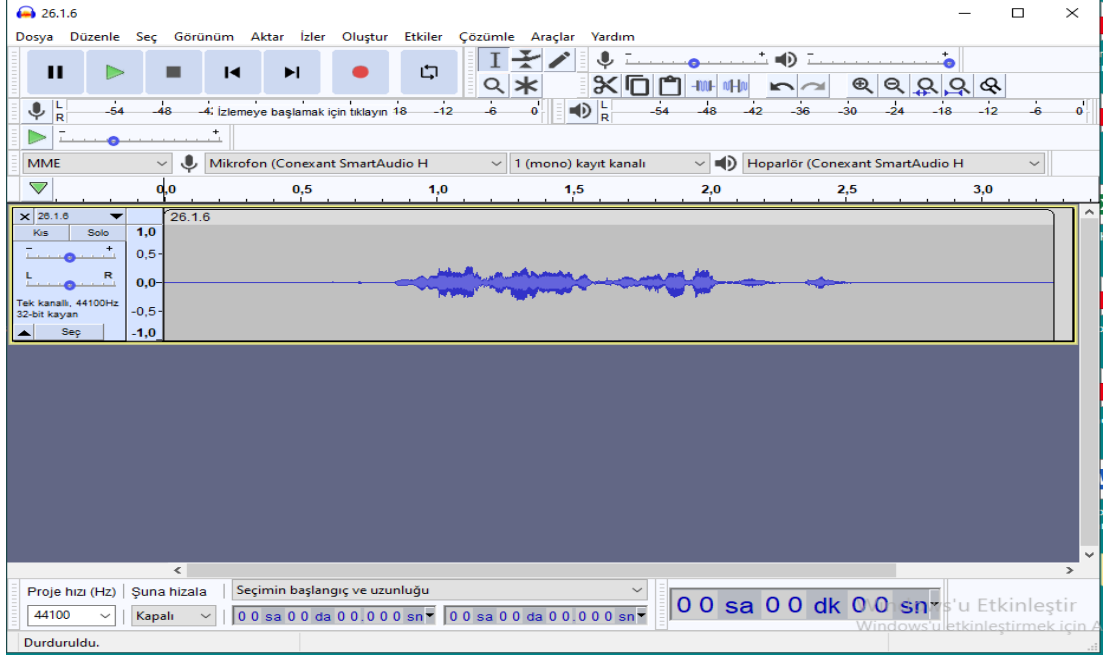 26.1.6
Dosya Düzenle Seç Görünüm Aktar İzler Oluştur Etkiler Çözümle Araçlar Yardım
L R -54 -48 -4 İzlemeye başlamak için tıklayın 18 -12 -6 0 L R -54 -48 -42 -36 -30 -24 -18 -12 -6 0
MME Mikrofon (Conexant SmartAudio H 1 (mono) kayıt kanalı Hoparlör (Conexant SmartAudio H
0,0 0,5 1,0 1,5 2,0 2,5 3,0
26.1.6 26.1.6
Kıs Solo 1,0
- + 0,5
L R 0,0
Tek kanallı, 44100Hz
32-bit kayan -0,5
Seç -1,0
Proje hızı (Hz) Şuna hizala Seçimin başlangıç ve uzunluğu
44100 Kapalı 0 0 sa 0 0 da 0 0.0 0 0 sn 0 0 sa 0 0 da 0 0.0 0 0 sn 0 0 sa 0 0 dk 0 0 sn
's'u Etkinleştir
Windows'u etkinleştirmek için A
Durduruldu.